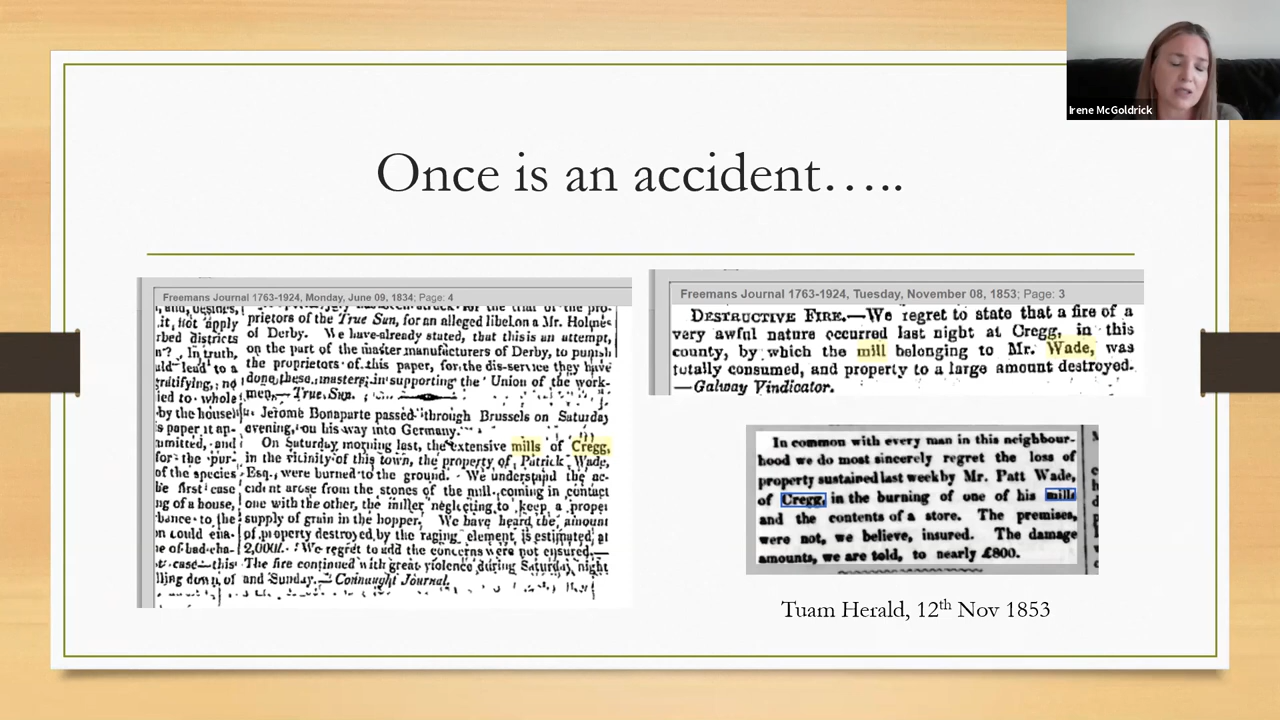 Irene McGoldrick
Once is an accident…..
Freemans Journal 1763-1924, Monday, June 09, 1834; Page: 4
prietors of the True Sun, for an alleged libel on a Mr. Holmes
of Derby. We have already stated, that this is an attempt,
on the part of the master manufacturers of Derby, to punish
the proprietors of this paper, for the dis-service they have
done these masters in supporting the Union of the work-
men.—True Sun.
Jerome Bonaparte passed through Brussels on Saturday
evening, on his way into Germany.
On Saturday morning last, the extensive mills of Cregg,
in the vicinity of this town, the property of Patrick Wade,
Esq., were burned to the ground. We understand the ac-
cident arose from the stones of the mill coming in contact
one with the other, the miller neglecting to keep a proper
supply of grain in the hopper. We have heard the amount
of property destroyed by the raging element, is estimated at
2,000l. We regret to add the concerns were not ensured.—
The fire continued with great violence during Saturday night
and Sunday.—Connaught Journal.
Freemans Journal 1763-1924, Tuesday, November 08, 1853; Page: 3
DESTRUCTIVE FIRE.—We regret to state that a fire of a
very awful nature occurred last night at Cregg, in this
county, by which the mill belonging to Mr. Wade, was
totally consumed, and property to a large amount destroyed.
—Galway Vindicator.
In common with every man in this neighbour-
hood we do most sincerely regret the loss of
property sustained last week by Mr. Patt Wade,
of Cregg, in the burning of one of his mills
and the contents of a store. The premises,
were not, we believe, insured. The damage
amounts, we are told, to nearly £800.
Tuam Herald, 12th Nov 1853